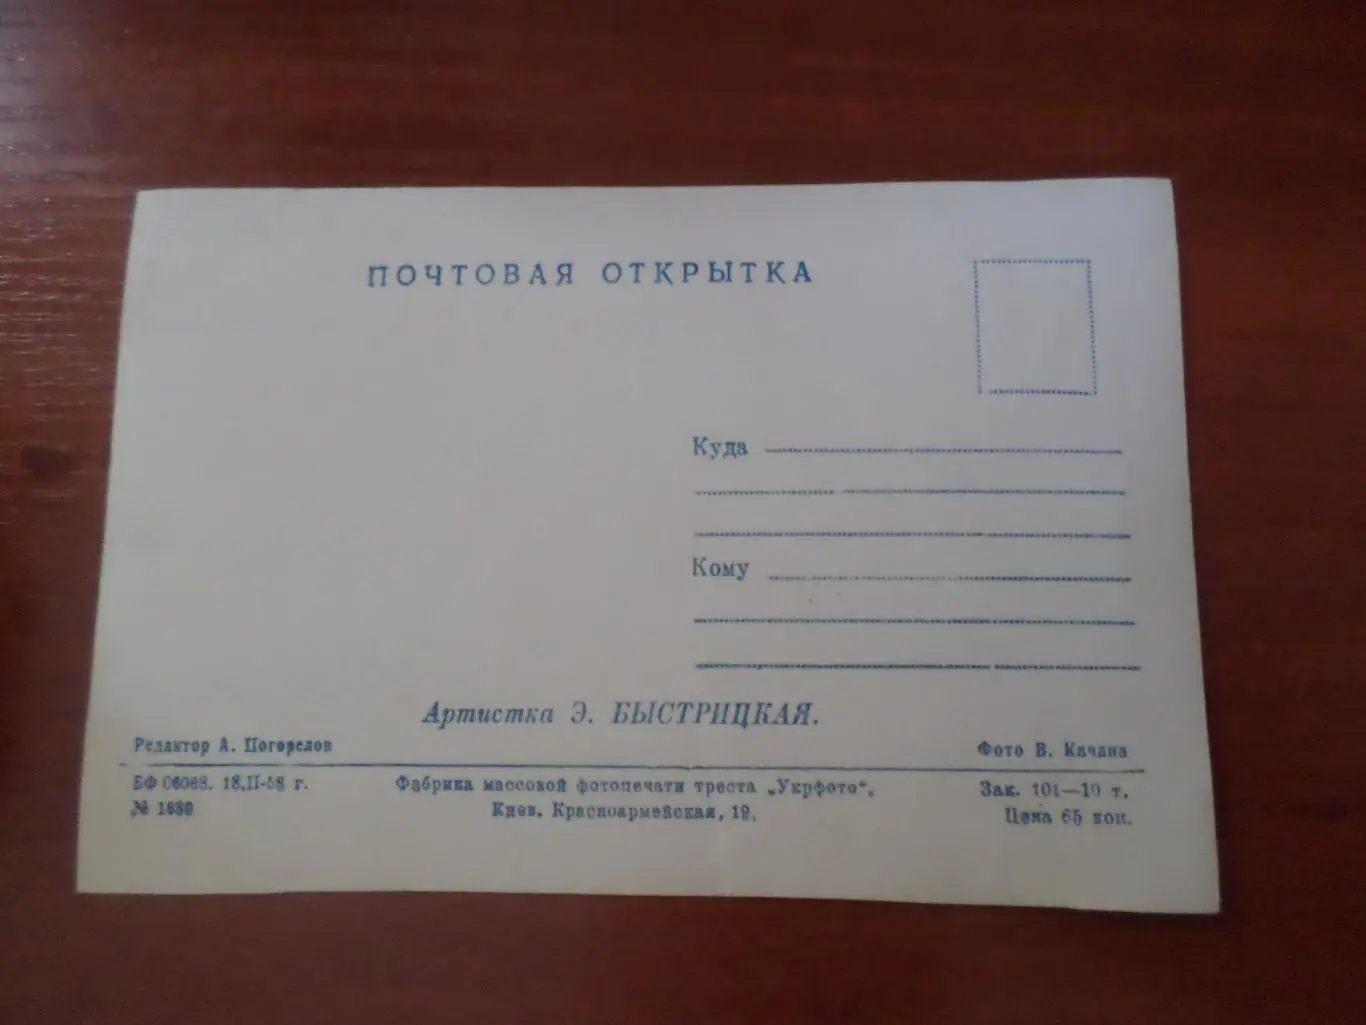 ПОЧТОВАЯ ОТКРЫТКА
Куда
Кому
Артистка Э. БЫСТРИЦКАЯ.
Редактор А. Погорелов
Фото В. Качана
БФ 06068. 18.II-58 г.
Фабрика массовой фотопечати треста „Укрфото“,
Зак. 101—10 т.
№ 1689
Киев, Красноармейская, 19.
Цена 65 коп.